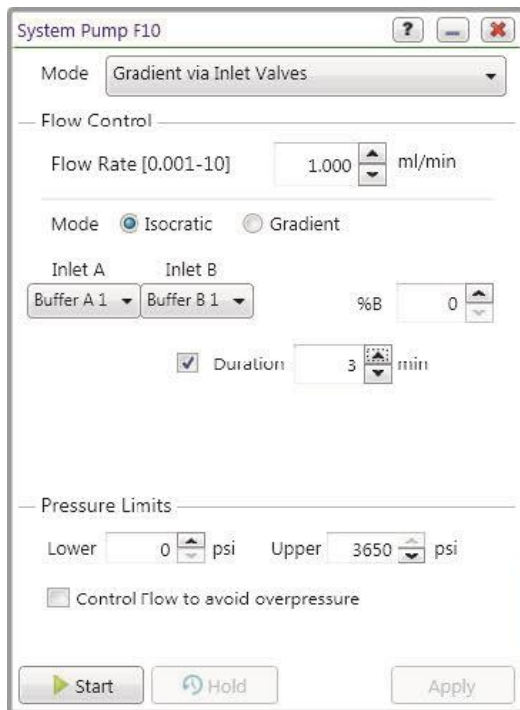 System Pump F10 ?
Mode Gradient via Inlet Valves
Flow Control
Flow Rate [0.001-10] 1.000 ml/min
Mode Isocratic Gradient
Inlet A Inlet B
Buffer A 1 Buffer B 1 %B 0
Duration 3 min
Pressure Limits
Lower 0 psi Upper 3650 psi
Control Flow to avoid overpressure
Start Hold Apply